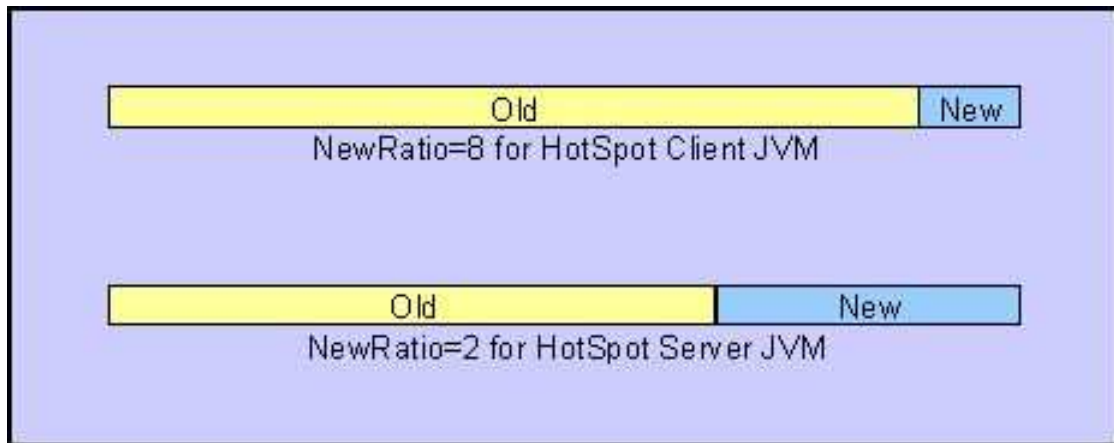 Old New
NewRatio=8 for HotSpot Client JVM
Old New
NewRatio=2 for HotSpot Server JVM